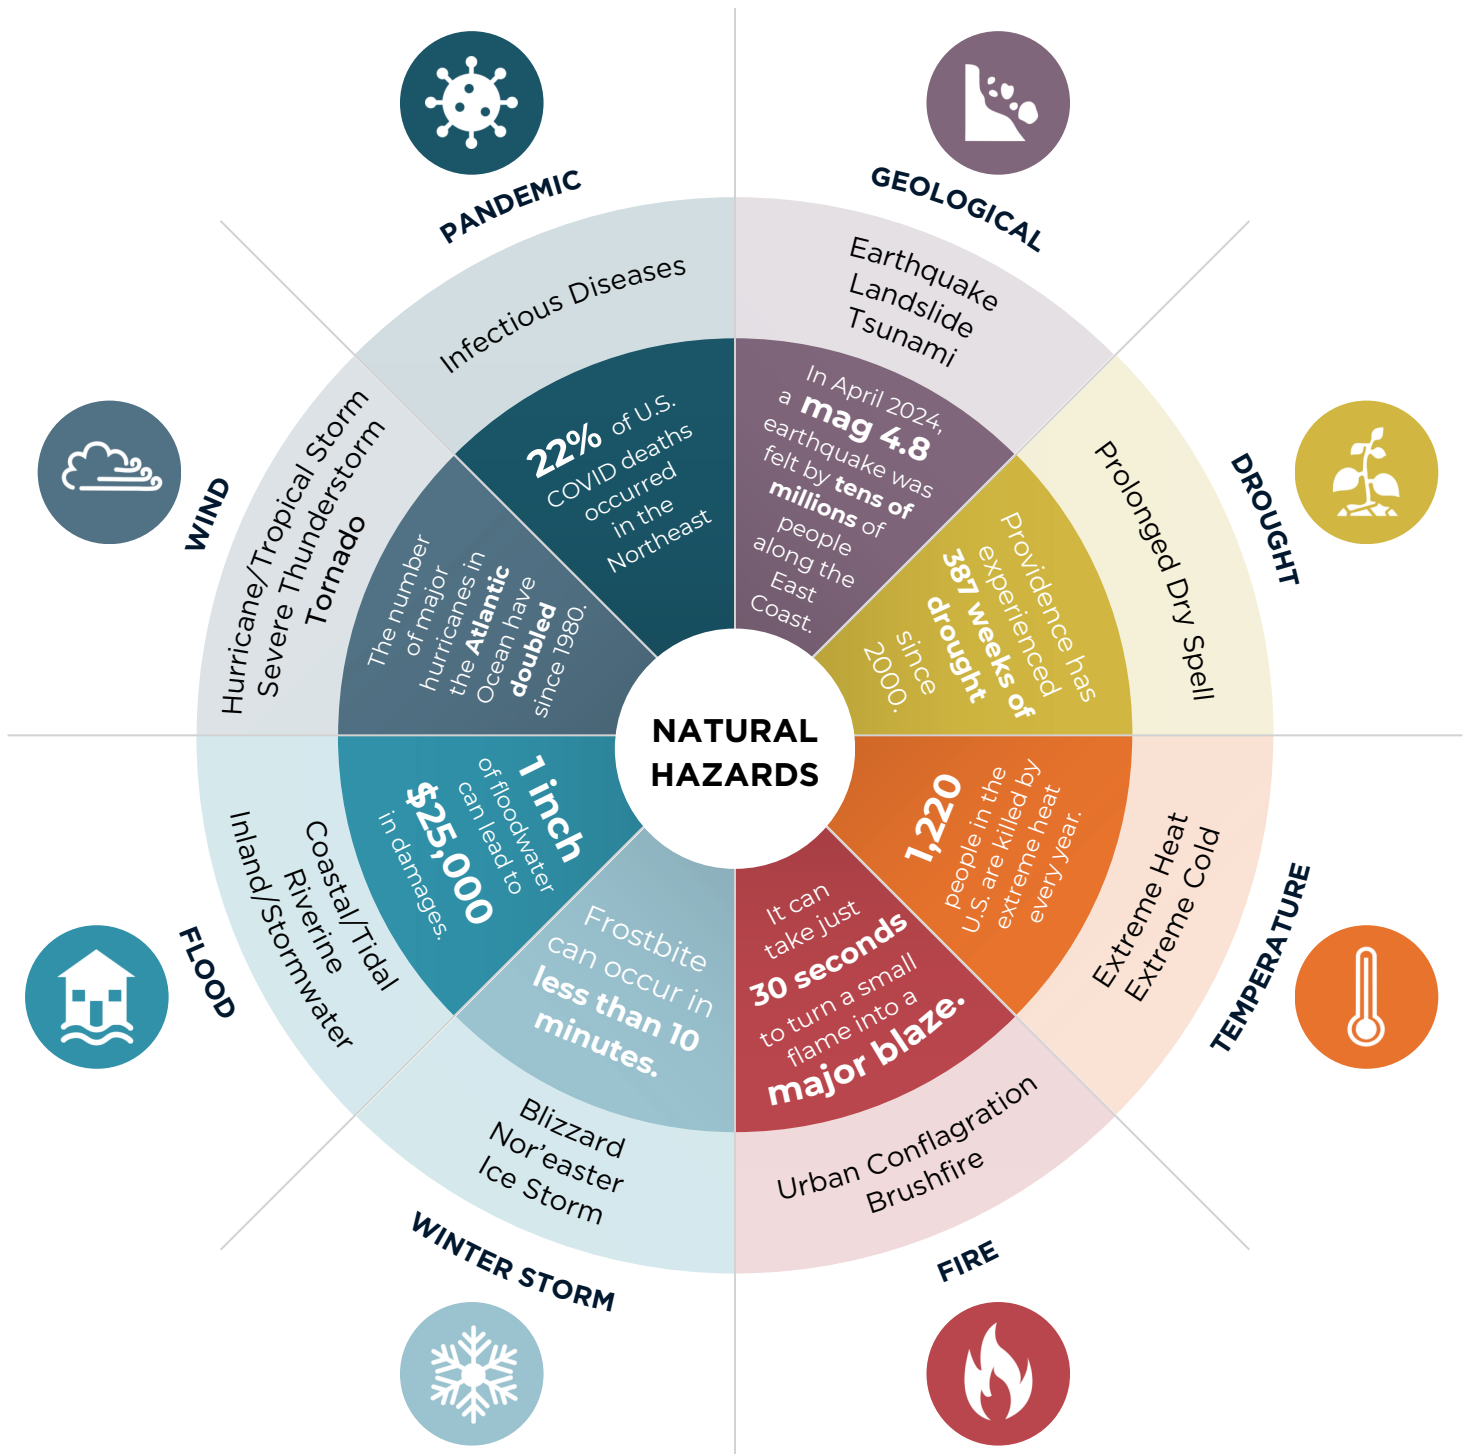 NATURAL
HAZARDS
PANDEMIC
Infectious Diseases
22% of U.S.
COVID deaths
occurred
in the
Northeast
GEOLOGICAL
Earthquake
Landslide
Tsunami
In April 2024,
a mag 4.8
earthquake was
felt by tens of
millions of
people
along the
East
Coast.
DROUGHT
Prolonged Dry Spell
Providence has
experienced
387 weeks of
drought
since
2000.
TEMPERATURE
Extreme Heat
Extreme Cold
1,220
people in the
U.S. are killed by
extreme heat
every year.
FIRE
Urban Conflagration
Brushfire
It can
take just
30 seconds
to turn a small
flame into a
major blaze.
WINTER STORM
Blizzard
Nor’easter
Ice Storm
Frostbite
can occur in
less than 10
minutes.
FLOOD
Coastal/Tidal
Riverine
Inland/Stormwater
1 inch
of floodwater
can lead to
$25,000
in damages.
WIND
Hurricane/Tropical Storm
Severe Thunderstorm
Tornado
The number
of major
hurricanes in
the Atlantic
Ocean have
doubled
since 1980.